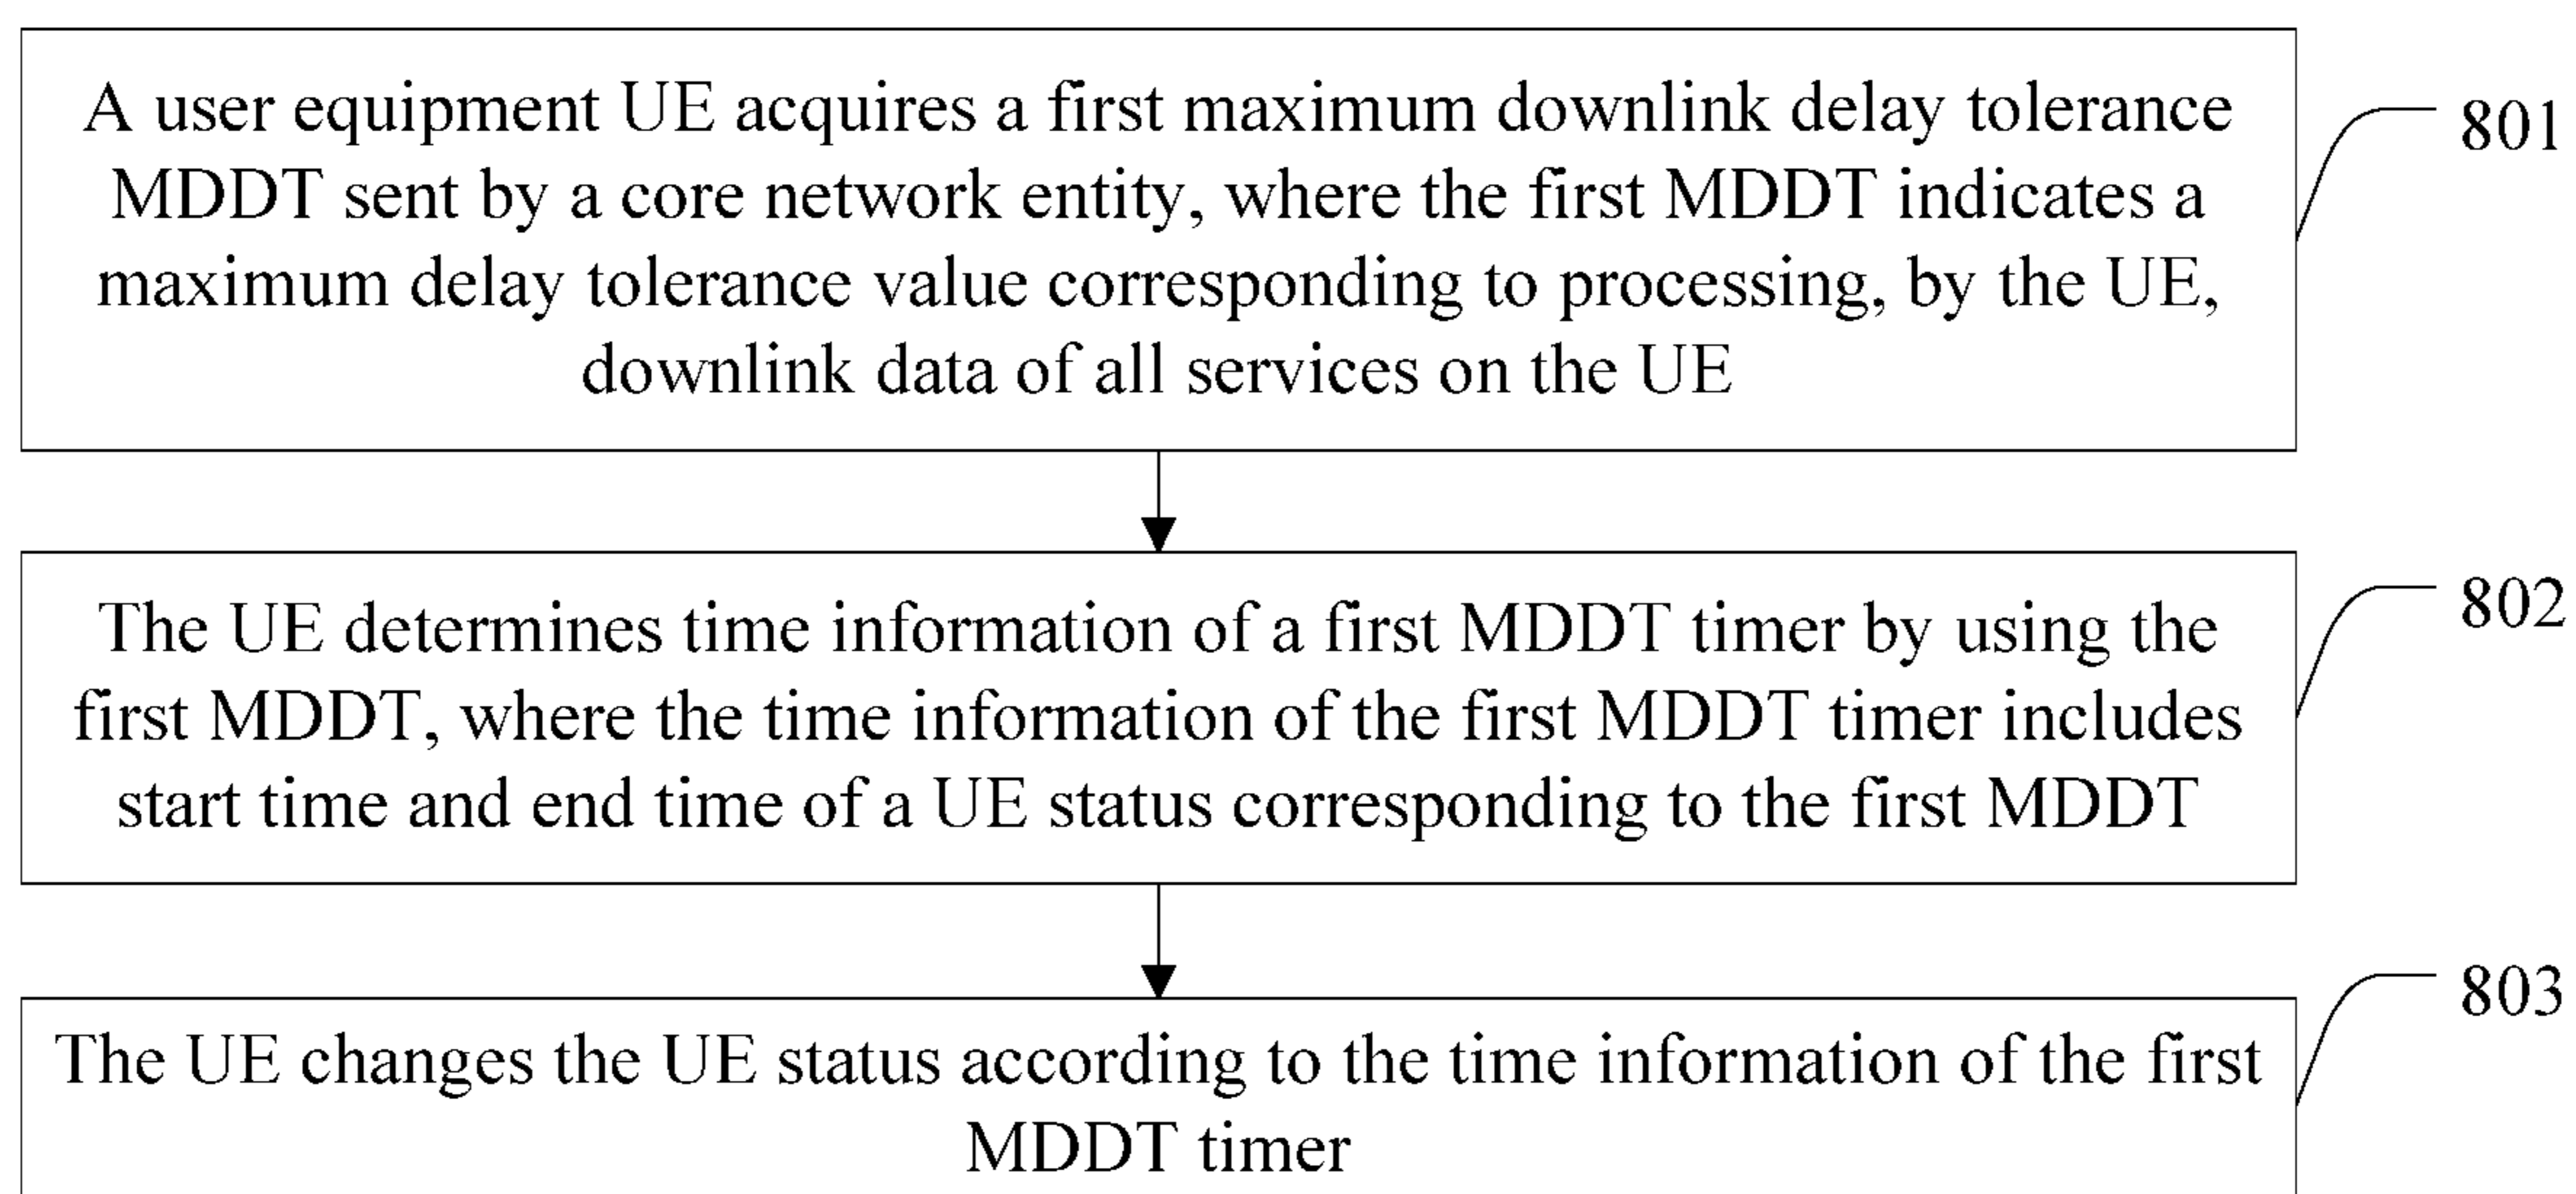 A user equipment UE acquires a first maximum downlink delay tolerance
MDDT sent by a core network entity, where the first MDDT indicates a
maximum delay tolerance value corresponding to processing, by the UE,
downlink data of all services on the UE
801
The UE determines time information of a first MDDT timer by using the
first MDDT, where the time information of the first MDDT timer includes
start time and end time of a UE status corresponding to the first MDDT
802
The UE changes the UE status according to the time information of the first
MDDT timer
803